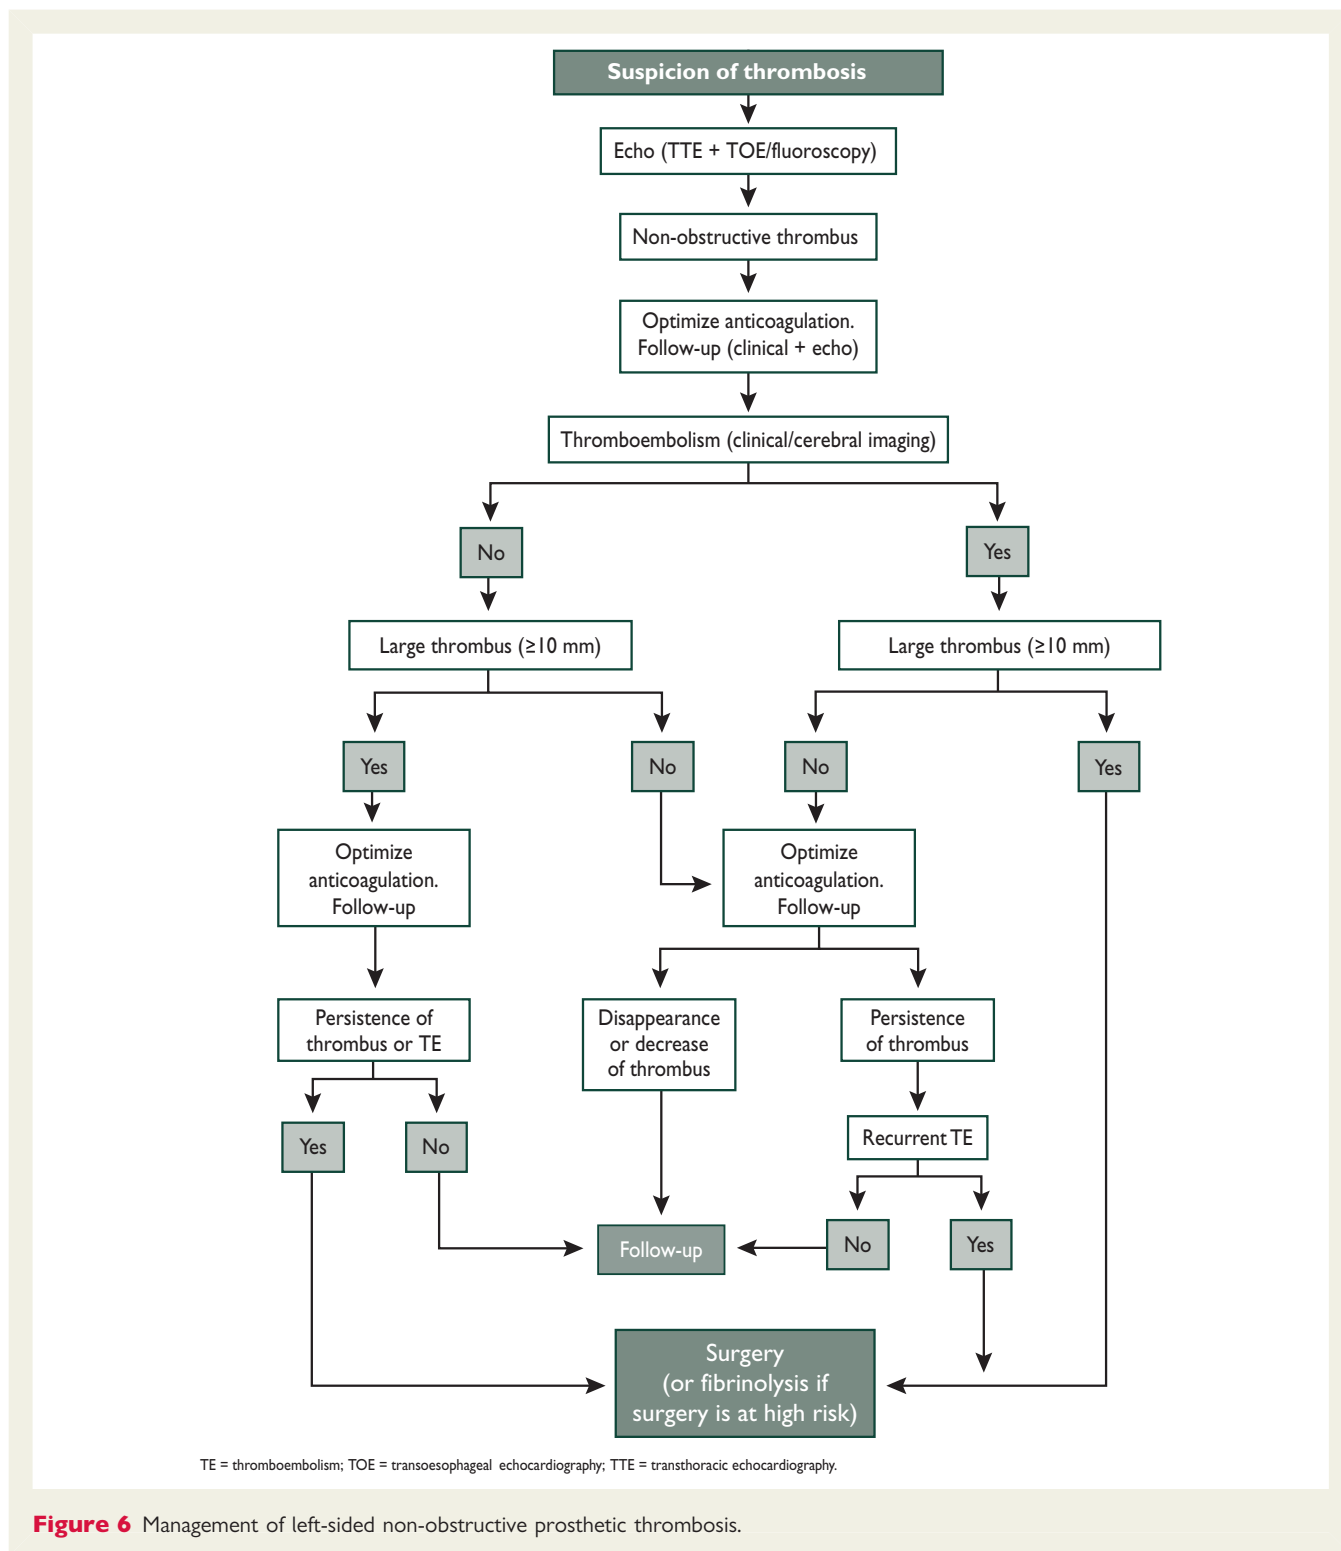 Suspicion of thrombosis
Echo (TTE + TOE/fluoroscopy)
Non-obstructive thrombus
Optimize anticoagulation.
Follow-up (clinical + echo)
Thromboembolism (clinical/cerebral imaging)
No
Yes
Large thrombus (≥10 mm)
Large thrombus (≥10 mm)
Yes
No
No
Yes
Optimize
anticoagulation.
Follow-up
Optimize
anticoagulation.
Follow-up
Persistence of
thrombus or TE
Disappearance
or decrease
of thrombus
Persistence
of thrombus
Yes
No
Recurrent TE
No
Yes
Follow-up
Surgery
(or fibrinolysis if
surgery is at high risk)
TE = thromboembolism; TOE = transoesophageal echocardiography; TTE = transthoracic echocardiography.
Figure 6 Management of left-sided non-obstructive prosthetic thrombosis.